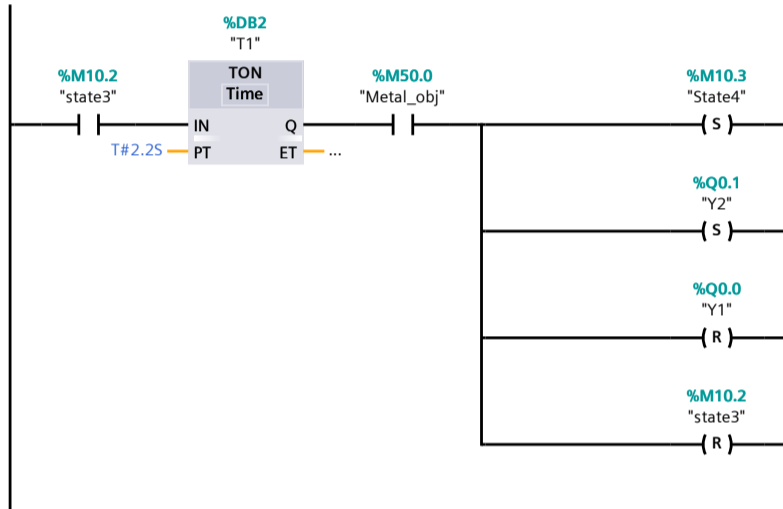 %DB2
"T1"
%M10.2
"state3"
TON
Time
%M50.0
"Metal_obj"
%M10.3
"State4"
IN
Q
S
T#2.2S
PT
ET
...
%Q0.1
"Y2"
S
%Q0.0
"Y1"
R
%M10.2
"state3"
R